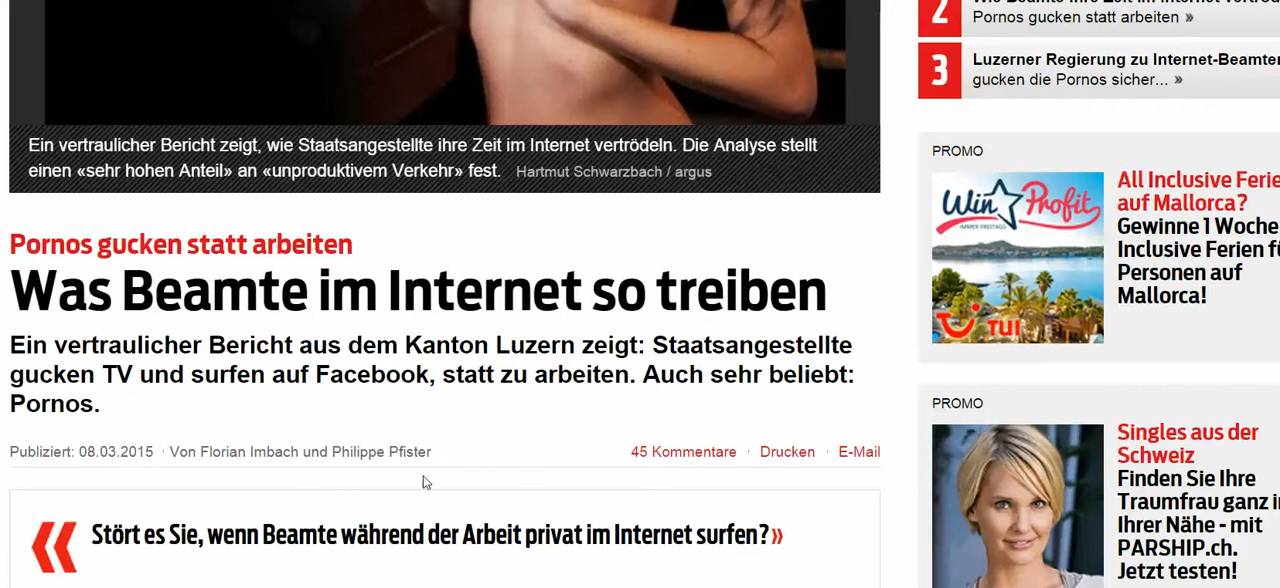 Ein vertraulicher Bericht zeigt, wie Staatsangestellte ihre Zeit im Internet vertrödeln. Die Analyse stellt
einen «sehr hohen Anteil» an «unproduktivem Verkehr» fest. Hartmut Schwarzbach / argus
Pornos gucken statt arbeiten
Was Beamte im Internet so treiben
Ein vertraulicher Bericht aus dem Kanton Luzern zeigt: Staatsangestellte
gucken TV und surfen auf Facebook, statt zu arbeiten. Auch sehr beliebt:
Pornos.
Publiziert: 08.03.2015 · Von Florian Imbach und Philippe Pfister
45 Kommentare · Drucken · E-Mail
« Stört es Sie, wenn Beamte während der Arbeit privat im Internet surfen? »
2
Pornos gucken statt arbeiten »
3
Luzerner Regierung zu Internet-Beamten
gucken die Pornos sicher... »
PROMO
Win Profit
IMMER FREITAGS
TUI
All Inclusive Ferie
auf Mallorca?
Gewinne 1 Woche
Inclusive Ferien fü
Personen auf
Mallorca!
PROMO
Singles aus der
Schweiz
Finden Sie Ihre
Traumfrau ganz in
Ihrer Nähe - mit
PARSHIP.ch.
Jetzt testen!